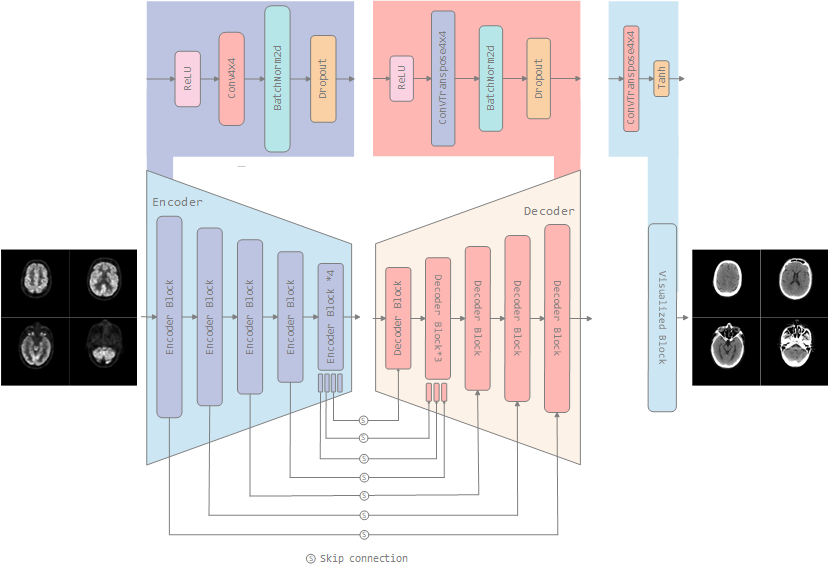 ReLU
Conv4x4
BatchNorm2d
Dropout
ReLU
ConvTranspose4x4
BatchNorm2d
Dropout
ConvTranspose4x4
Tanh
Encoder
Decoder
Encoder Block
Encoder Block
Encoder Block
Encoder Block
Encoder Block *4
Decoder Block
Decoder Block*3
Decoder Block
Decoder Block
Decoder Block
Visualized Block
S
S
S
S
S
S
S
S Skip connection